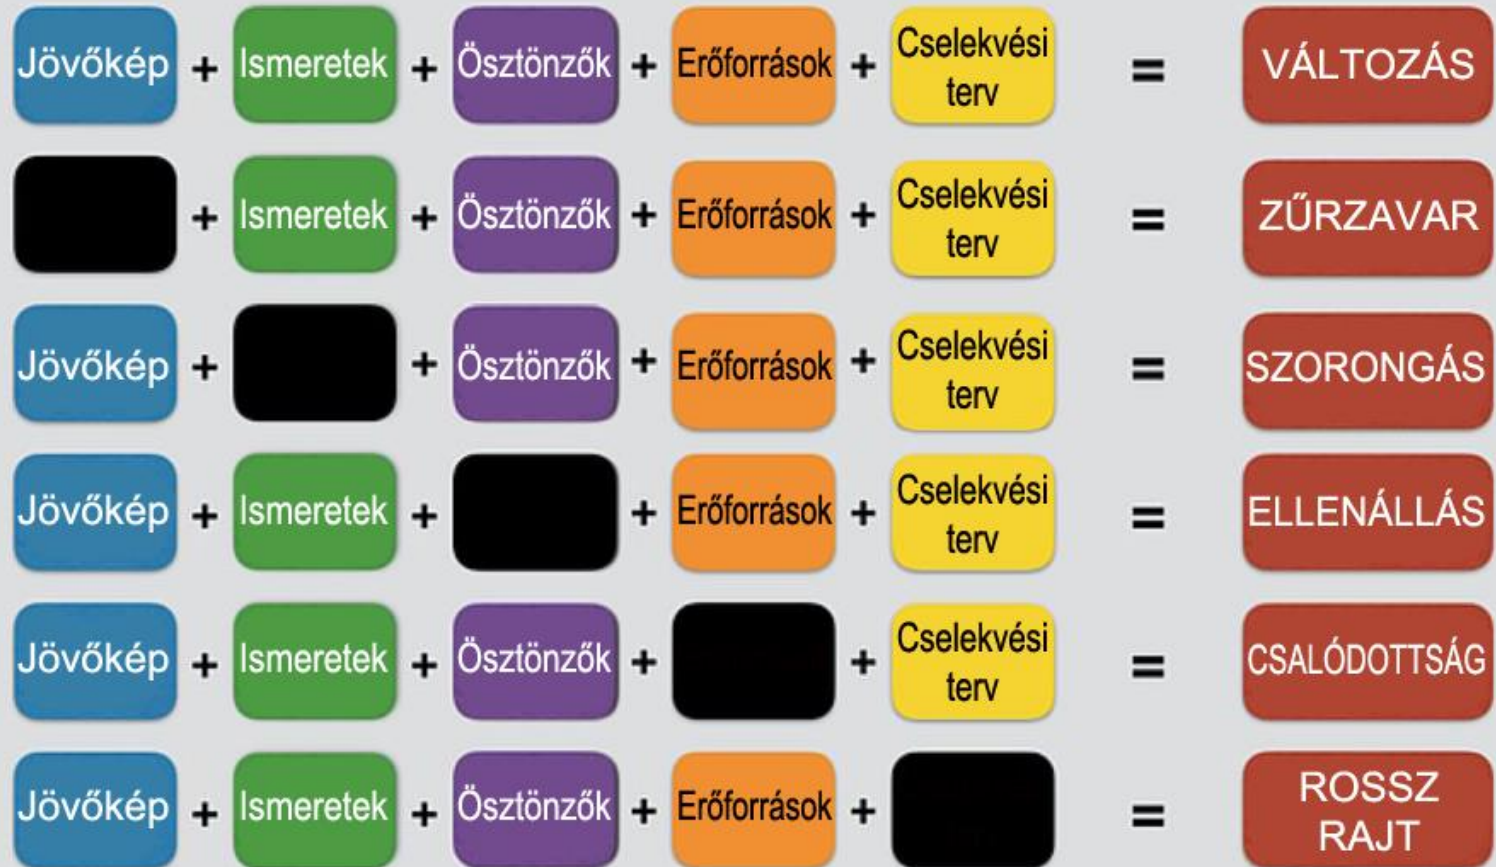 Jövőkép + Ismeretek + Ösztönzők + Erőforrások + Cselekvési terv = VÁLTOZÁS
+ Ismeretek + Ösztönzők + Erőforrások + Cselekvési terv = ZŰRZAVAR
Jövőkép + + Ösztönzők + Erőforrások + Cselekvési terv = SZORONGÁS
Jövőkép + Ismeretek + + Erőforrások + Cselekvési terv = ELLENÁLLÁS
Jövőkép + Ismeretek + Ösztönzők + + Cselekvési terv = CSALÓDOTTSÁG
Jövőkép + Ismeretek + Ösztönzők + Erőforrások + = ROSSZ RAJT